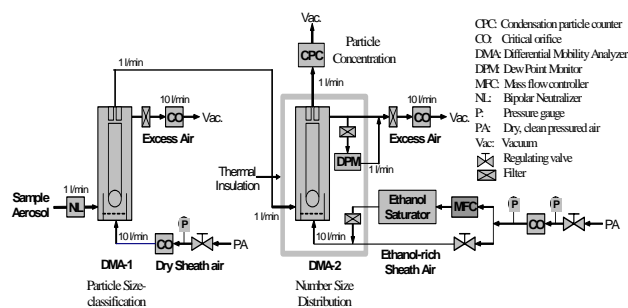 Vac.
CPC
Particle
Concentration
1 l/min
1 l/min
10 l/min
CO
Vac.
Excess Air
10 l/min
CO
Vac.
Excess Air
DPM
1 l/min
Thermal
Insulation
Sample
Aerosol
1 l/min
NL
1 l/min
Ethanol
Saturator
MFC
P
P
CO
PA
10 l/min
CO
P
PA
10 l/min
Ethanol-rich
Sheath Air
DMA-1
Dry Sheath air
DMA-2
Particle Size-
classification
Number Size
Distribution
CPC: Condensation particle counter
CO: Critical orifice
DMA: Differential Mobility Analyzer
DPM: Dew Point Monitor
MFC: Mass flow controller
NL: Bipolar Neutralizer
P: Pressure gauge
PA: Dry, clean pressured air
Vac: Vacuum
Regulating valve
Filter